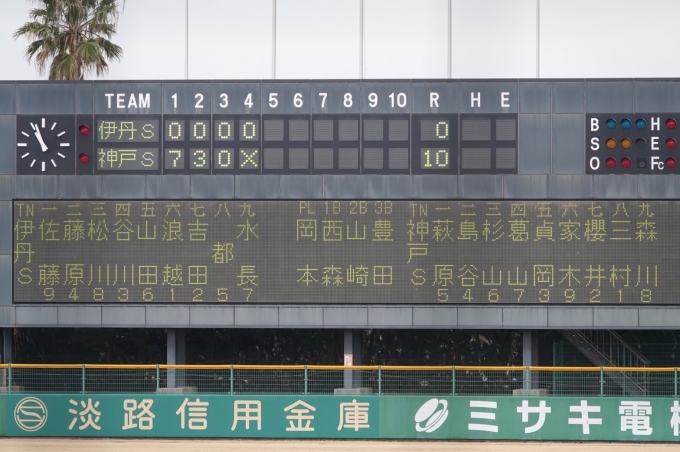 TEAM 1 2 3 4 5 6 7 8 9 10 R H E
伊丹S 0 0 0 0 0
神戸S 7 3 0 X 10
B H
S E
O Fc
TN 一 二 三 四 五 六 七 八 九 PL 1B 2B 3B TN 一 二 三 四 五 六 七 八 九
伊丹S 佐藤 藤原 松川 谷川 山田 浪越 吉田 都 水長 岡本 西森 山崎 豊田 神戸S 萩原 島谷 杉山 葛山 貞岡 家木 櫻井 三村 森川
9 4 8 3 6 1 2 5 7 5 4 6 7 3 9 2 1 8
淡路信用金庫 ミサキ電機